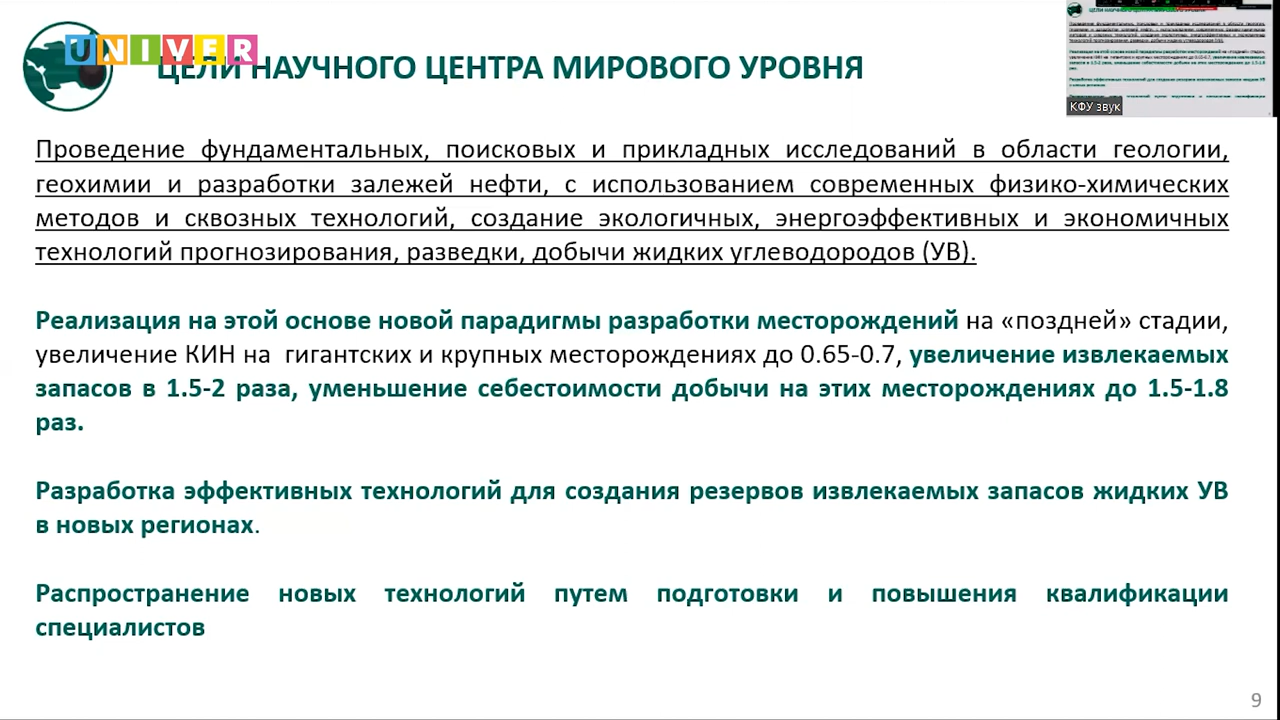 UNIVER
ЦЕЛИ НАУЧНОГО ЦЕНТРА МИРОВОГО УРОВНЯ
КФУ звук
Проведение фундаментальных, поисковых и прикладных исследований в области геологии,
геохимии и разработки залежей нефти, с использованием современных физико-химических
методов и сквозных технологий, создание экологичных, энергоэффективных и экономичных
технологий прогнозирования, разведки, добычи жидких углеводородов (УВ).
Реализация на этой основе новой парадигмы разработки месторождений на «поздней» стадии,
увеличение КИН на гигантских и крупных месторождениях до 0.65-0.7, увеличение извлекаемых
запасов в 1.5-2 раза, уменьшение себестоимости добычи на этих месторождениях до 1.5-1.8
раз.
Разработка эффективных технологий для создания резервов извлекаемых запасов жидких УВ
в новых регионах.
Распространение новых технологий путем подготовки и повышения квалификации
специалистов
9